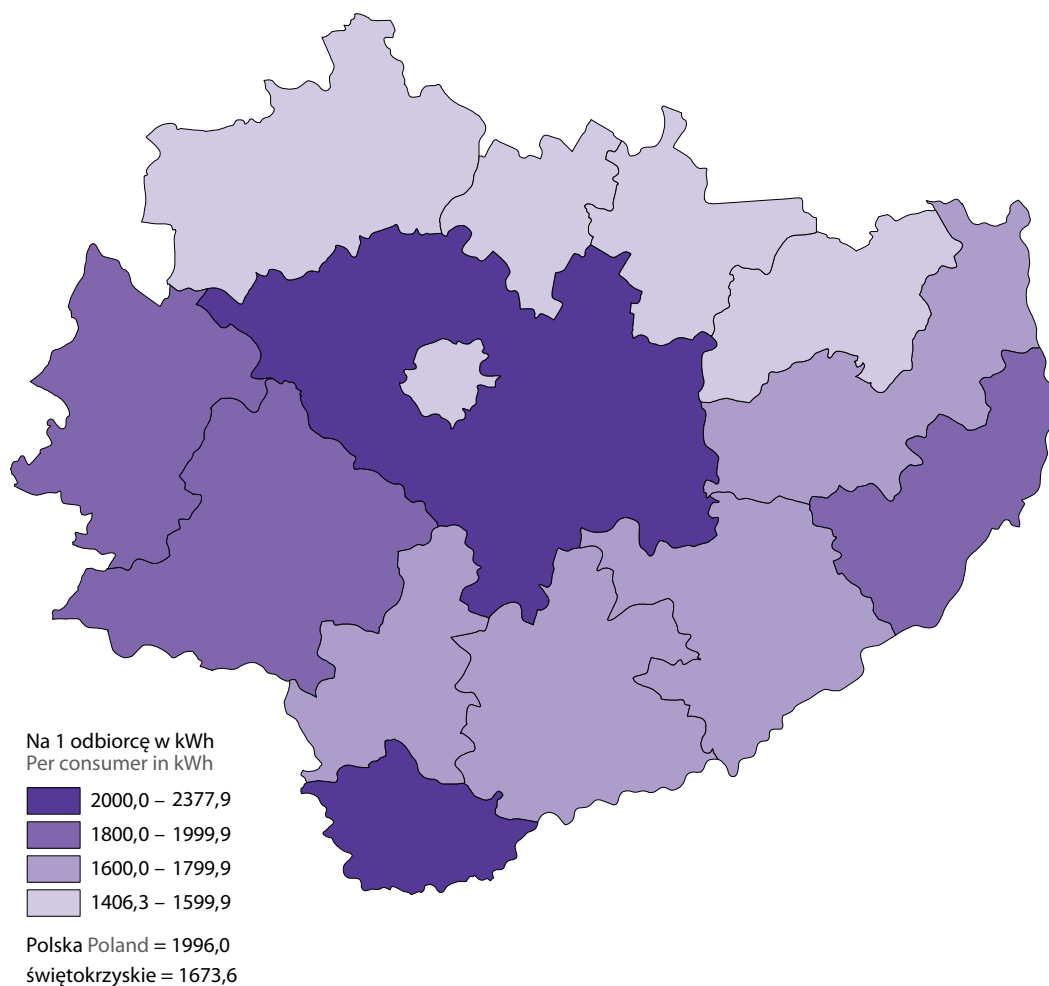 Na 1 odbiorcę w kWh
Per consumer in kWh
2000,0 – 2377,9
1800,0 – 1999,9
1600,0 – 1799,9
1406,3 – 1599,9
Polska Poland = 1996,0
świętokrzyskie = 1673,6